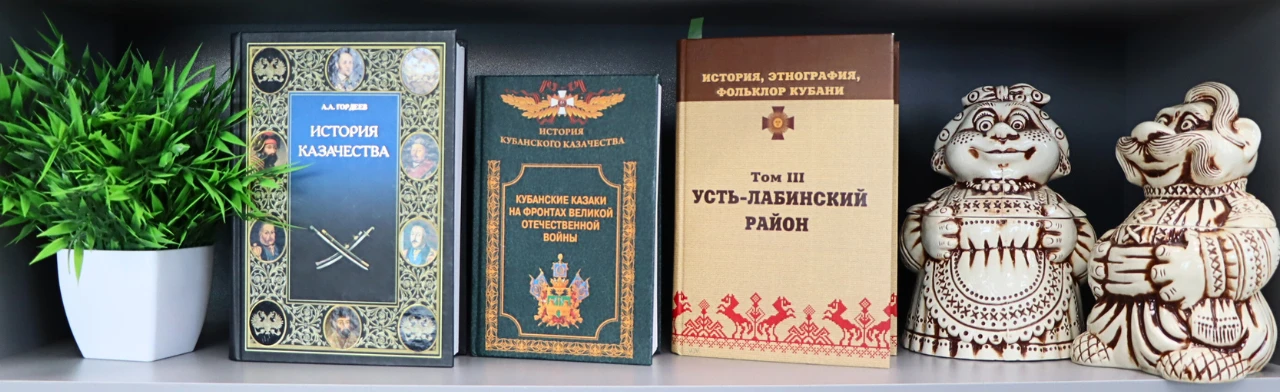 А.А. ГОРДЕЕВ
ИСТОРИЯ
КАЗАЧЕСТВА
ИСТОРИЯ
КУБАНСКОГО КАЗАЧЕСТВА
КУБАНСКИЕ КАЗАКИ
НА ФРОНТАХ ВЕЛИКОЙ
ОТЕЧЕСТВЕННОЙ
ВОЙНЫ
ИСТОРИЯ, ЭТНОГРАФИЯ,
ФОЛЬКЛОР КУБАНИ
Том III
УСТЬ-ЛАБИНСКИЙ
РАЙОН